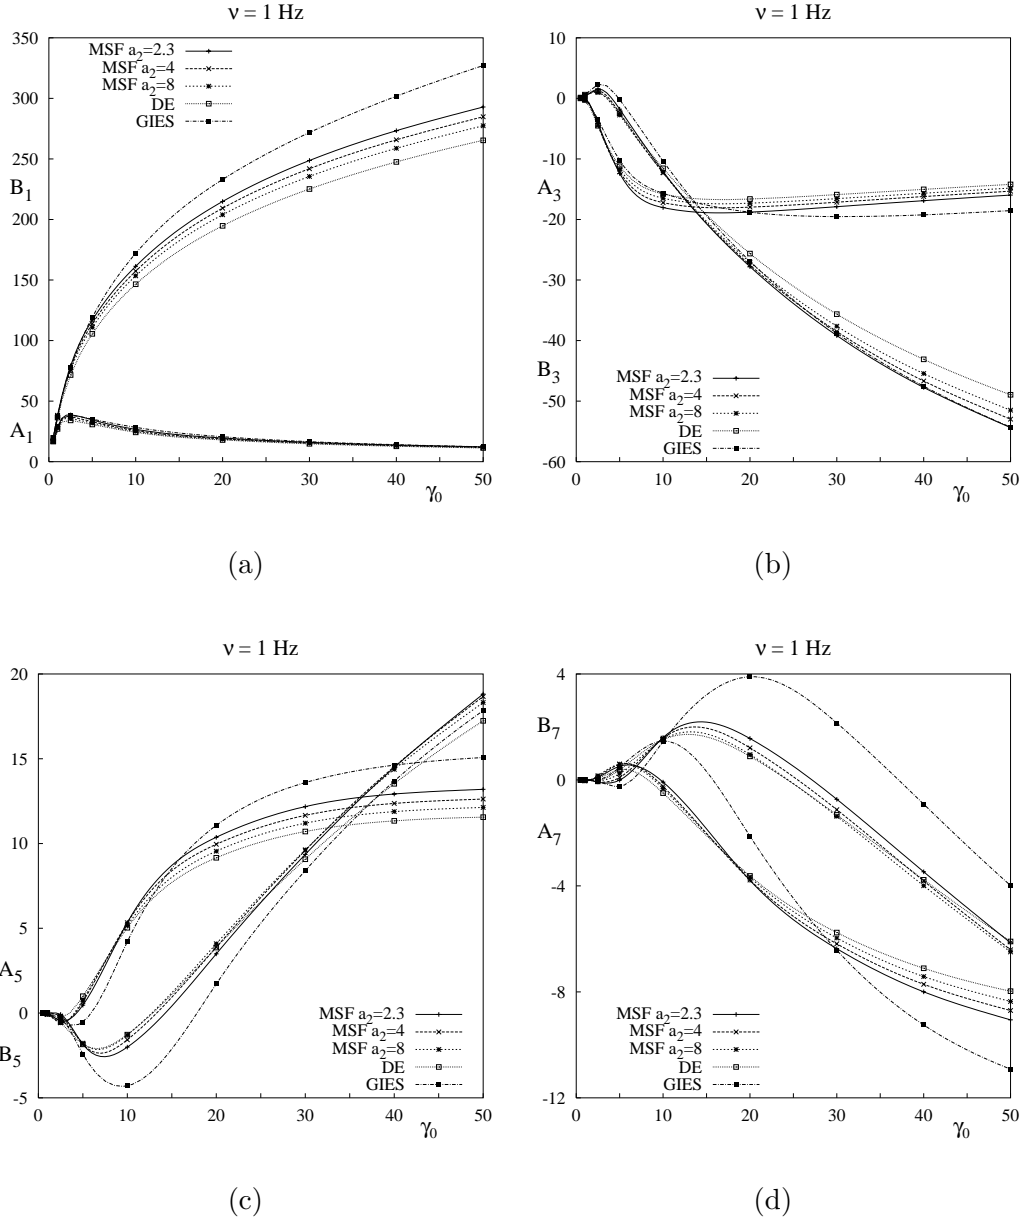 ν = 1 Hz
350
300
250
200
150
100
50
0
B1
A1
MSF a2=2.3
MSF a2=4
MSF a2=8
DE
GIES
0 10 20 30 40 50
γ0
(a)
ν = 1 Hz
10
0
-10
-20
-30
-40
-50
-60
A3
B3
MSF a2=2.3
MSF a2=4
MSF a2=8
DE
GIES
0 10 20 30 40 50
γ0
(b)
ν = 1 Hz
20
15
10
5
0
-5
A5
B5
MSF a2=2.3
MSF a2=4
MSF a2=8
DE
GIES
0 10 20 30 40 50
γ0
(c)
ν = 1 Hz
4
0
-4
-8
-12
B7
A7
MSF a2=2.3
MSF a2=4
MSF a2=8
DE
GIES
0 10 20 30 40 50
γ0
(d)